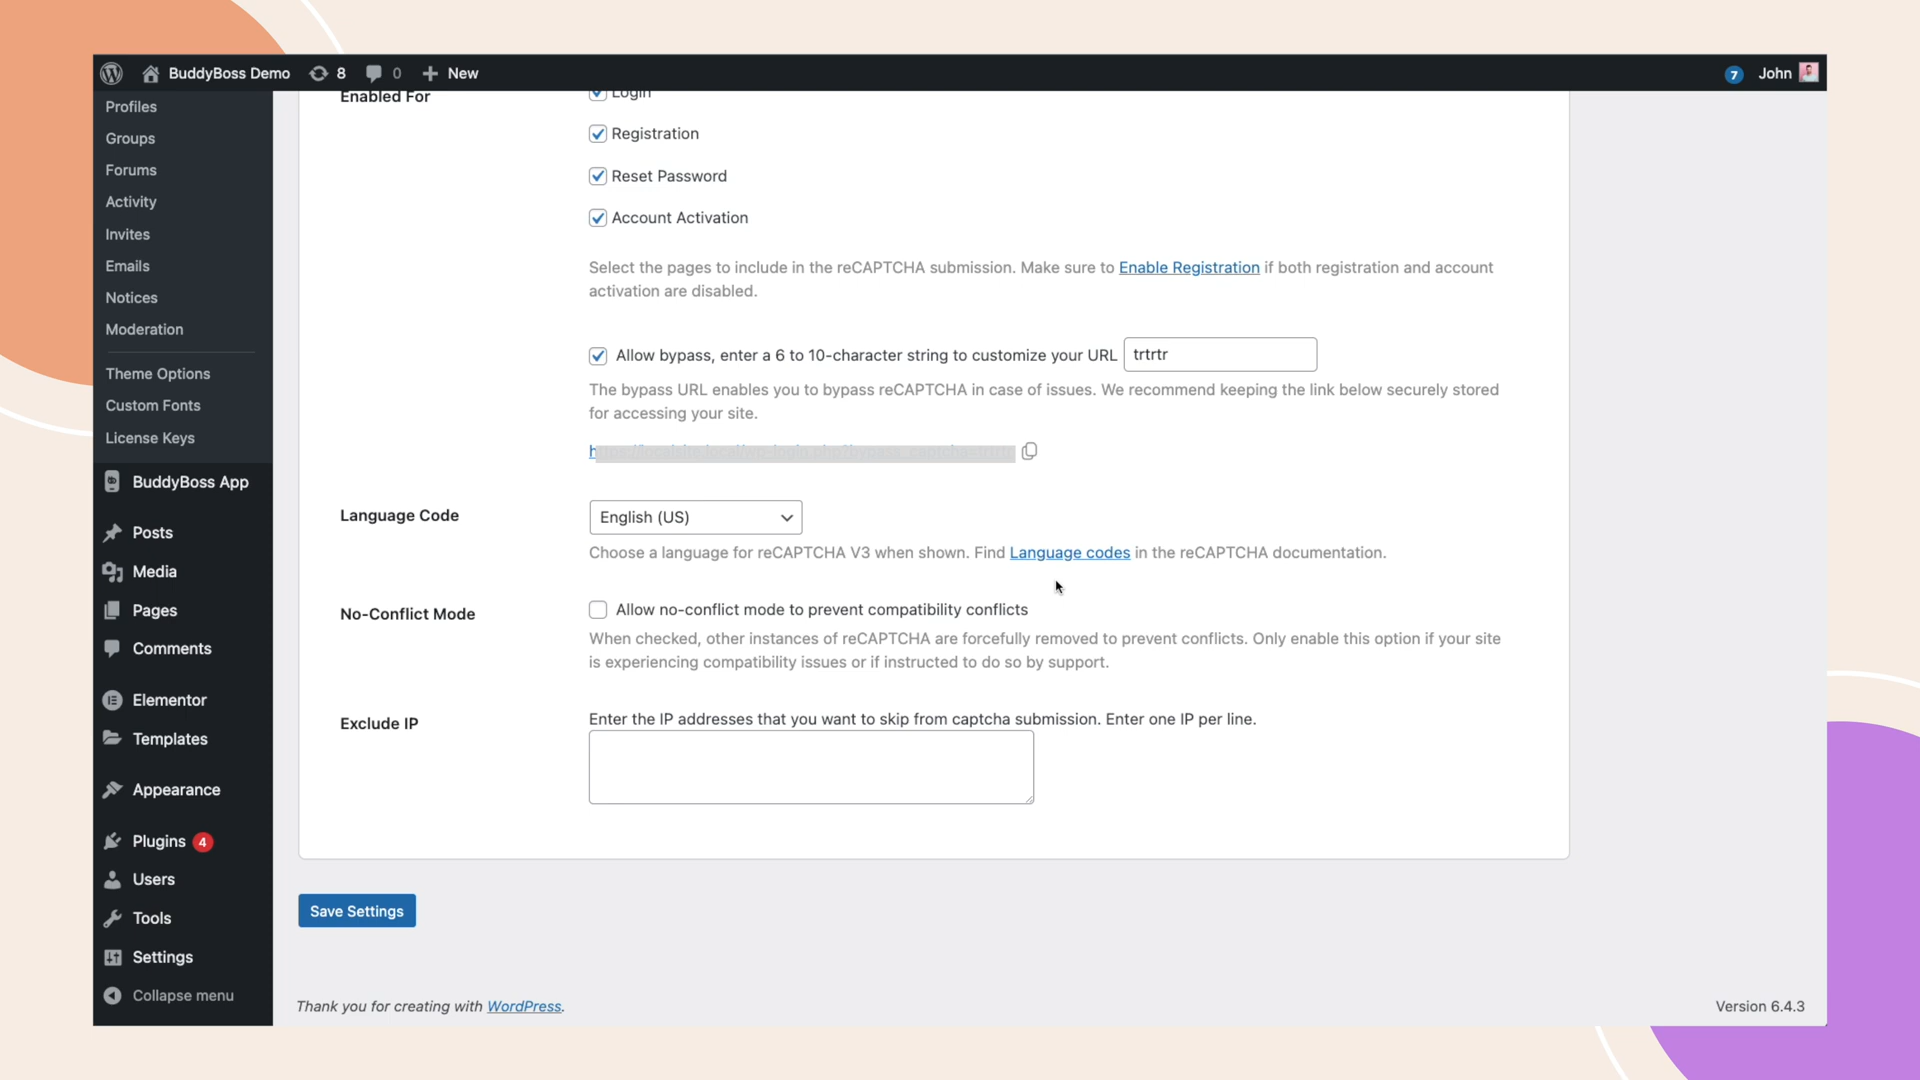 BuddyBoss Demo 8 0 New 7 John
Profiles
Groups
Forums
Activity
Invites
Emails
Notices
Moderation
Theme Options
Custom Fonts
License Keys
BuddyBoss App
Posts
Media
Pages
Comments
Elementor
Templates
Appearance
Plugins 4
Users
Tools
Settings
Collapse menu
Enabled For
Login
Registration
Reset Password
Account Activation
Select the pages to include in the reCAPTCHA submission. Make sure to Enable Registration if both registration and account
activation are disabled.
Allow bypass, enter a 6 to 10-character string to customize your URL trtrtr
The bypass URL enables you to bypass reCAPTCHA in case of issues. We recommend keeping the link below securely stored
for accessing your site.
Language Code
English (US)
Choose a language for reCAPTCHA V3 when shown. Find Language codes in the reCAPTCHA documentation.
No-Conflict Mode
Allow no-conflict mode to prevent compatibility conflicts
When checked, other instances of reCAPTCHA are forcefully removed to prevent conflicts. Only enable this option if your site
is experiencing compatibility issues or if instructed to do so by support.
Exclude IP
Enter the IP addresses that you want to skip from captcha submission. Enter one IP per line.
Save Settings
Thank you for creating with WordPress.
Version 6.4.3